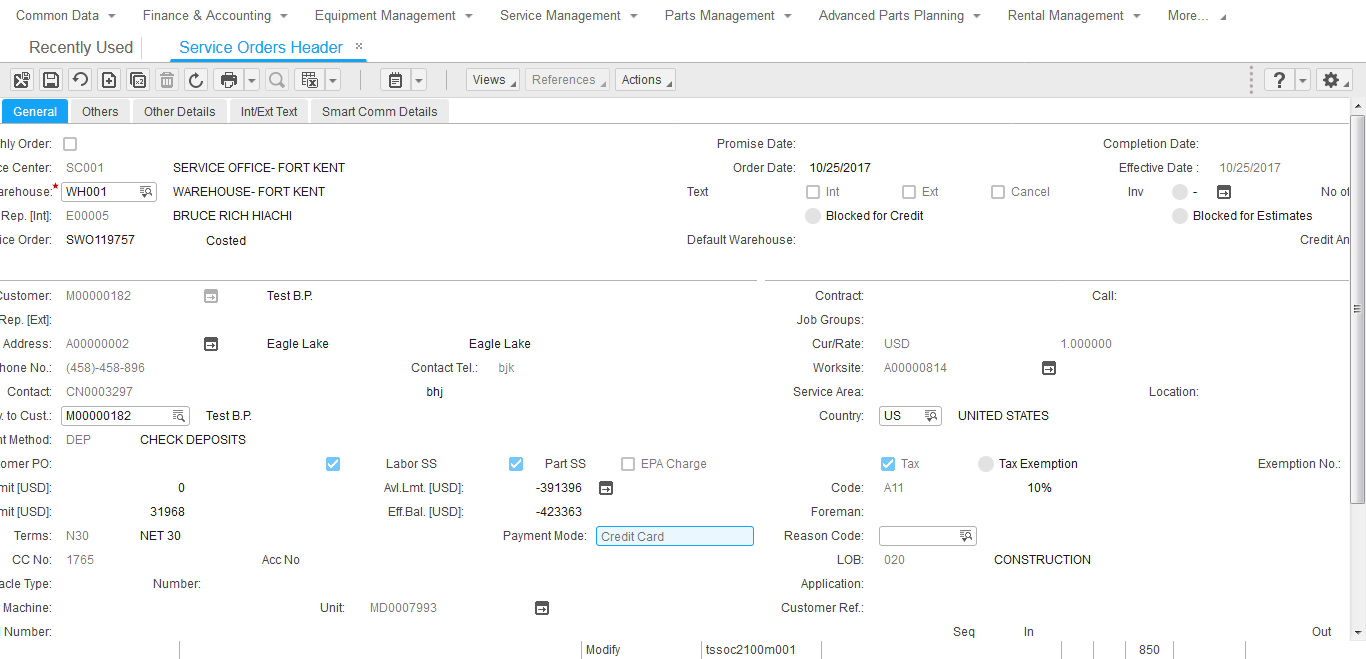 Common Data Finance & Accounting Equipment Management Service Management Parts Management Advanced Parts Planning Rental Management More...
Recently Used Service Orders Header ×
Views References Actions ?
General Others Other Details Int/Ext Text Smart Comm Details
hly Order: Promise Date: Completion Date:
ce Center: SC001 SERVICE OFFICE- FORT KENT Order Date: 10/25/2017 Effective Date : 10/25/2017
arehouse:* WH001 WAREHOUSE- FORT KENT Text Int Ext Cancel Inv - No of
Rep. [Int]: E00005 BRUCE RICH HIACHI Blocked for Credit Blocked for Estimates
ice Order: SWO119757 Costed Default Warehouse: Credit An
Customer: M00000182 Test B.P. Contract: Call:
Rep. [Ext]: Job Groups:
Address: A00000002 Eagle Lake Eagle Lake Cur/Rate: USD 1.000000
hone No.: (458)-458-896 Contact Tel.: bjk Worksite: A00000814
Contact: CN0003297 bhj Service Area: Location:
. to Cust.: M00000182 Test B.P. Country: US UNITED STATES
nt Method: DEP CHECK DEPOSITS
omer PO: Labor SS Part SS EPA Charge Tax Tax Exemption Exemption No.:
mit [USD]: 0 Avl.Lmt. [USD]: -391396 Code: A11 10%
mit [USD]: 31968 Eff.Bal. [USD]: -423363 Foreman:
Terms: N30 NET 30 Payment Mode: Credit Card Reason Code:
CC No: 1765 Acc No LOB: 020 CONSTRUCTION
acle Type: Number: Application:
Machine: Unit: MD0007993 Customer Ref.:
Number: Seq In Out
Modify tssoc2100m001 850